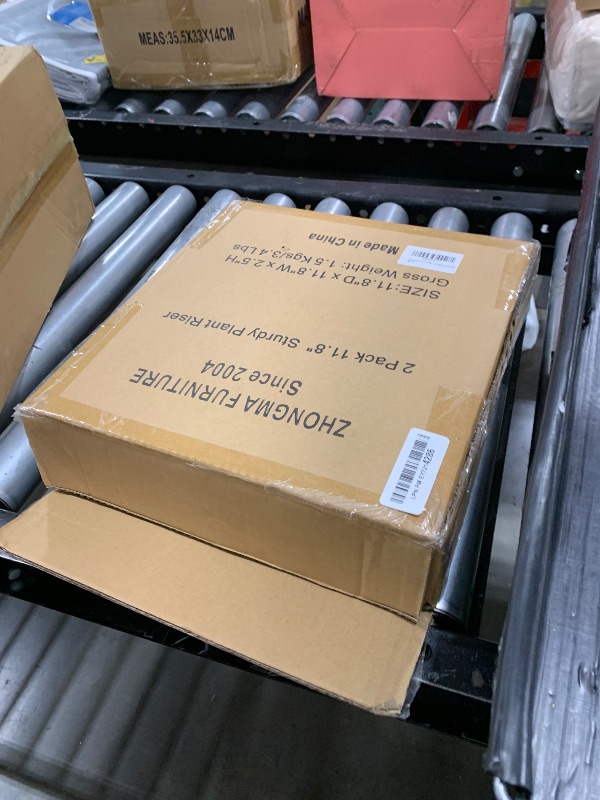 MEAS:35.5X33X14CM
ZHONGMA FURNITURE
Since 2004
2 Pack 11.8" Sturdy Plant Riser
SIZE:11.8"D x 11.8"W x 2.5"H
Gross Weight: 1.5 Kgs/3.4 Lbs
Made in China
4236